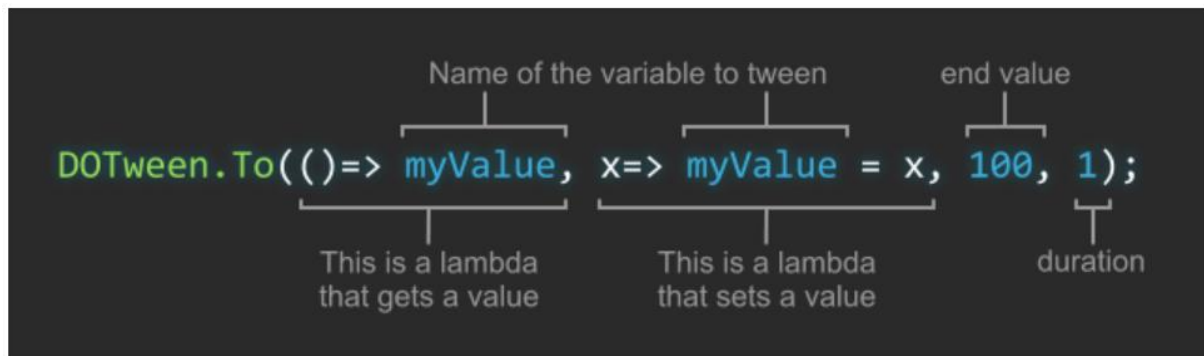 Name of the variable to tween end value
DOTween.To(()=> myValue, x=> myValue = x, 100, 1);
This is a lambda
that gets a value
This is a lambda
that sets a value
duration